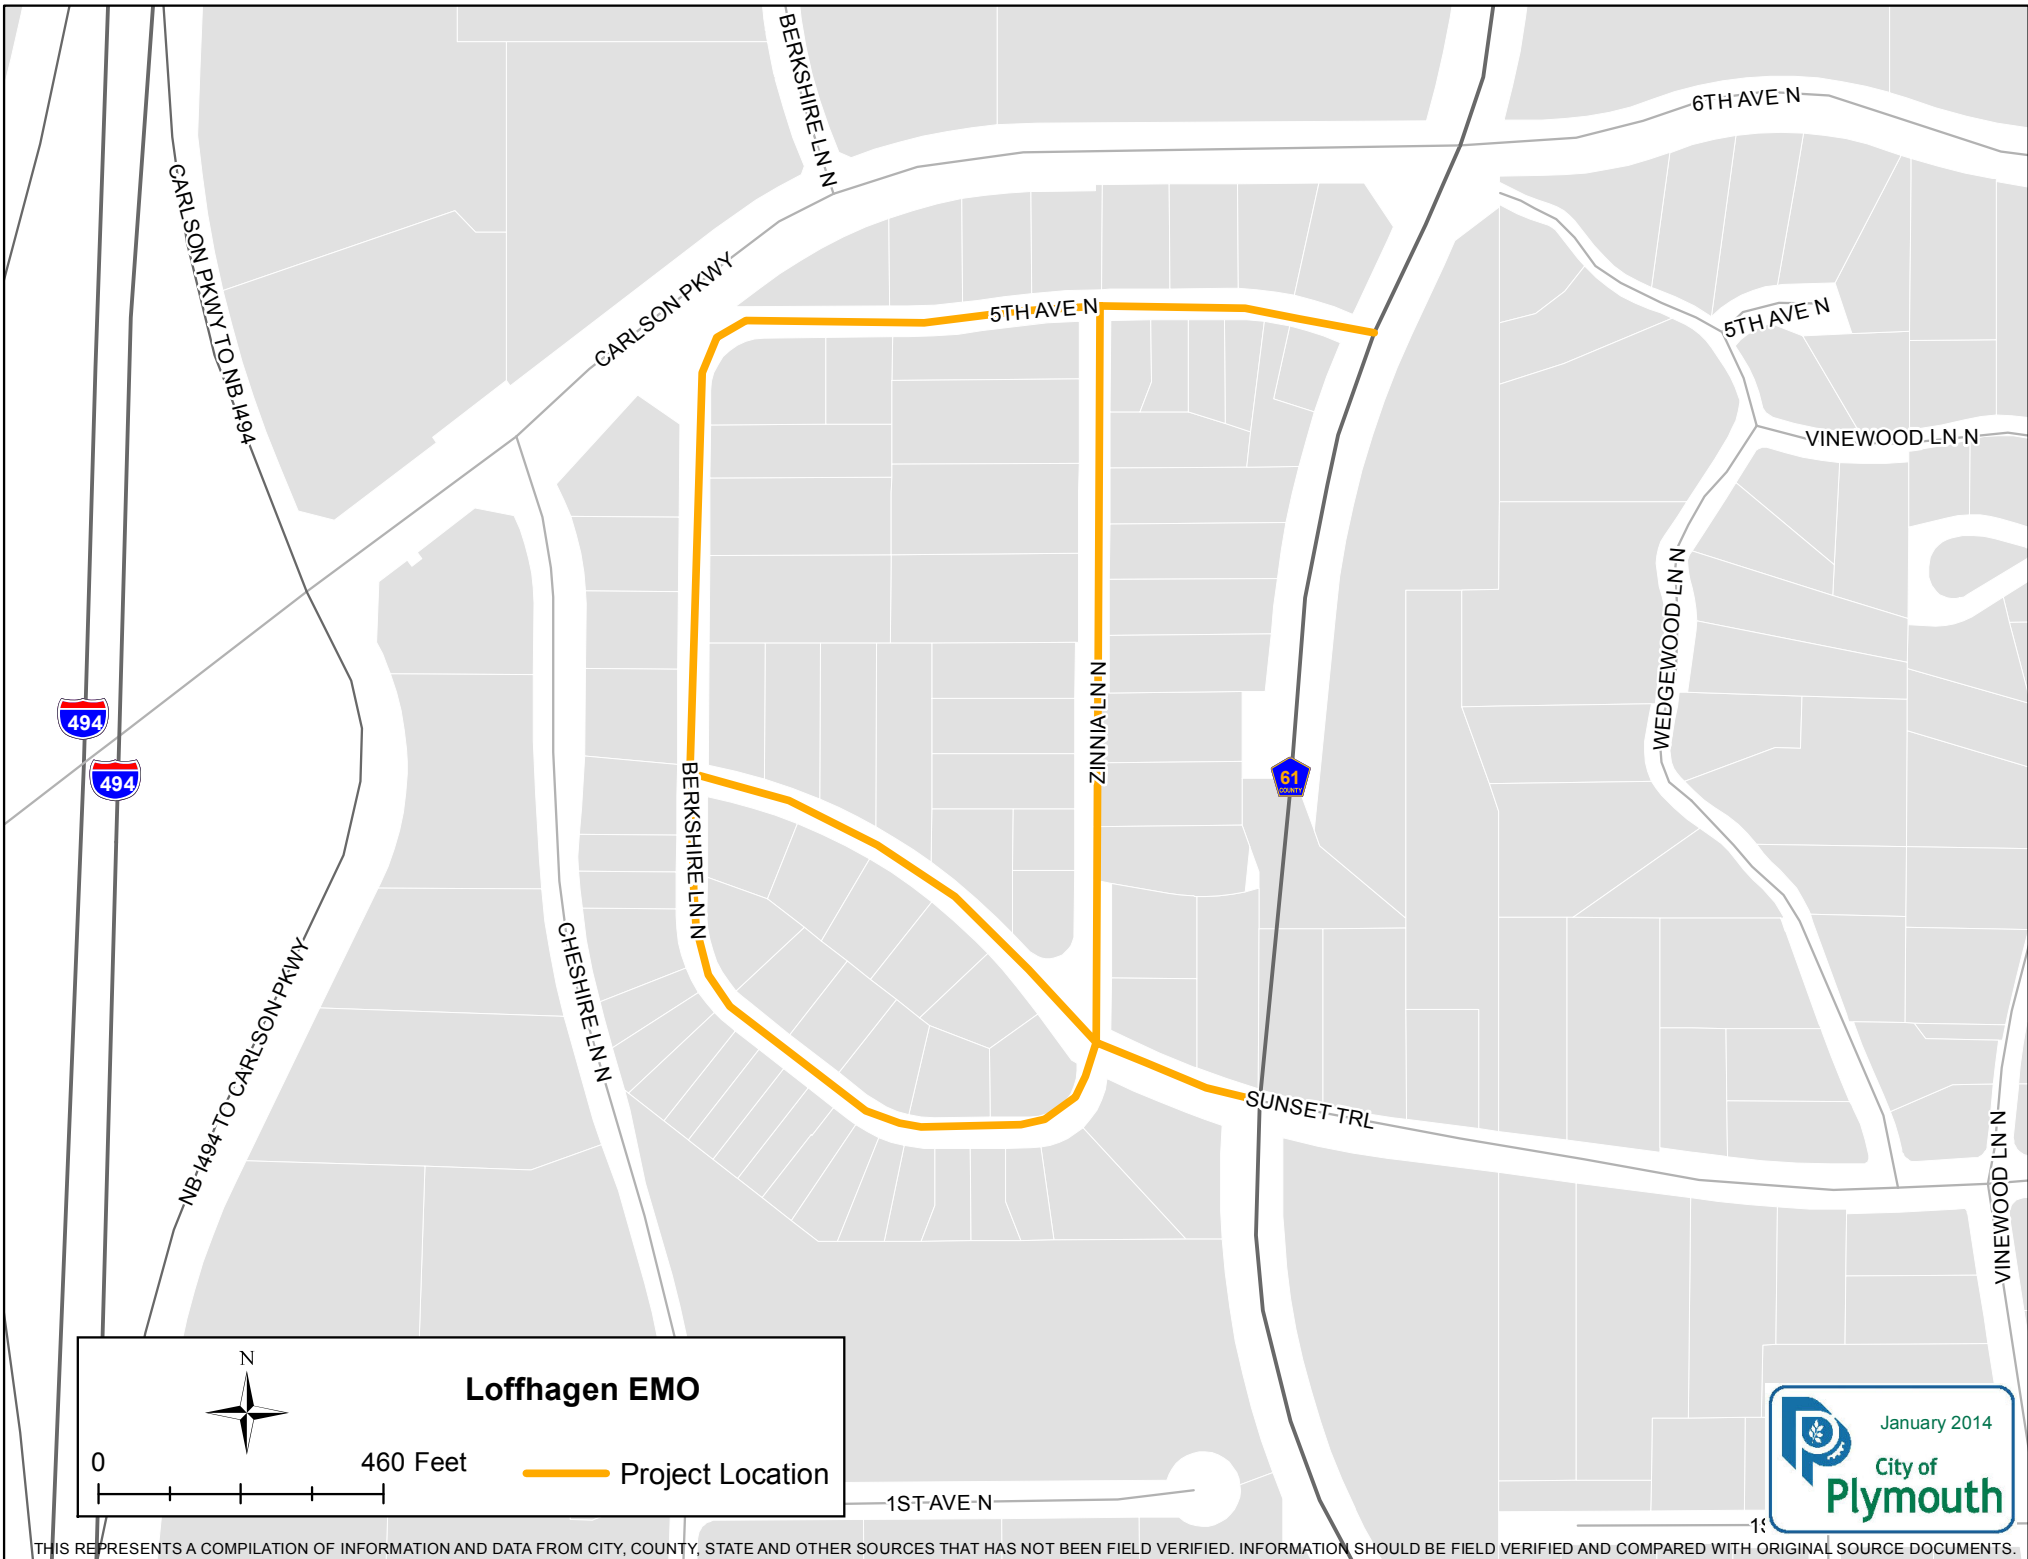 BERKSHIRE LN N
6TH AVE N
CARLSON PKWY TO NB I494
CARLSON PKWY
5TH AVE N
5TH AVE N
VINEWOOD LN N
WEDGEWOOD LN N
ZINNIA LN N
494
494
61
COUNTY
BERKSHIRE LN N
CHESHIRE LN N
NB I494 TO CARLSON PKWY
SUNSET TRL
VINEWOOD LN N
N
Loffhagen EMO
0 460 Feet
Project Location
1ST AVE N
January 2014
City of
Plymouth
THIS REPRESENTS A COMPILATION OF INFORMATION AND DATA FROM CITY, COUNTY, STATE AND OTHER SOURCES THAT HAS NOT BEEN FIELD VERIFIED. INFORMATION SHOULD BE FIELD VERIFIED AND COMPARED WITH ORIGINAL SOURCE DOCUMENTS.